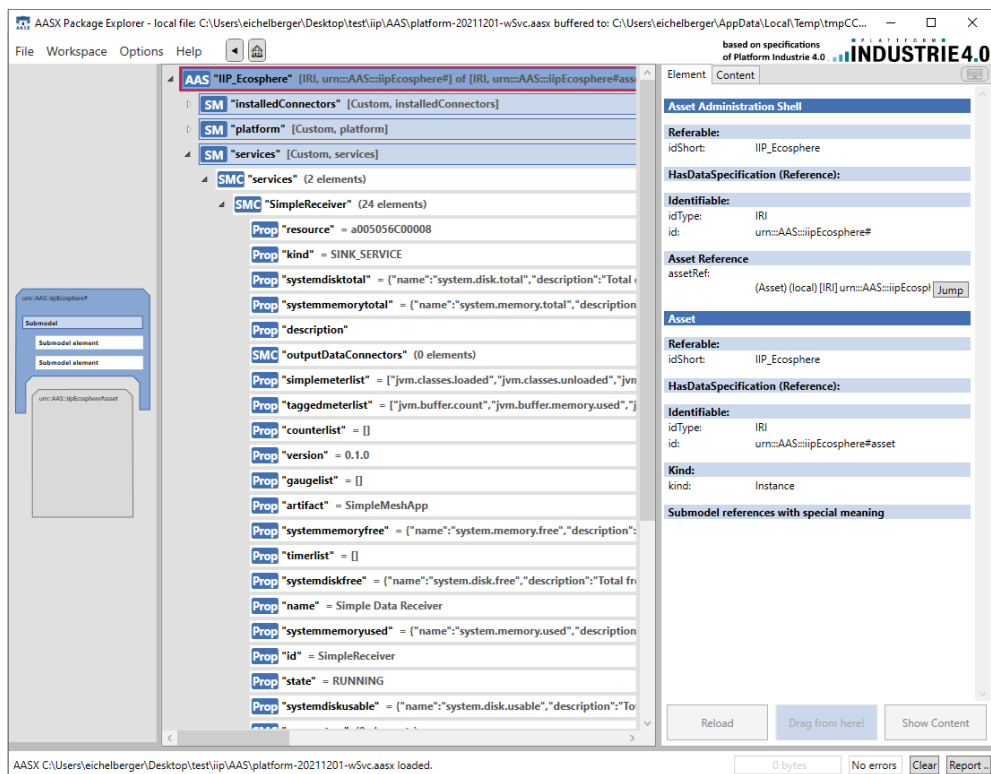 AASX Package Explorer - local file: C:\Users\eichelberger\Desktop\test\iip\AAS\platform-20211201-wSvc.aasx buffered to: C:\Users\eichelberger\AppData\Local\Temp\tmpCC...
File Workspace Options Help
based on specifications
of Platform Industrie 4.0
PLATTFORM
INDUSTRIE4.0
urn::AAS::iipEcosphere#
Submodel
Submodel element
Submodel element
urn::AAS::iipEcosphere#asset
AAS "IIP_Ecosphere" [IRI, urn:::AAS:::iipEcosphere#] of [IRI, urn:::AAS:::iipEcosphere#asse
SM "installedConnectors" [Custom, installedConnectors]
SM "platform" [Custom, platform]
SM "services" [Custom, services]
SMC "services" (2 elements)
SMC "SimpleReceiver" (24 elements)
Prop "resource" = a005056C00008
Prop "kind" = SINK_SERVICE
Prop "systemdisktotal" = {"name":"system.disk.total","description":"Total
Prop "systemmemorytotal" = {"name":"system.memory.total","description
Prop "description"
SMC "outputDataConnectors" (0 elements)
Prop "simplemeterlist" = ["jvm.classes.loaded","jvm.classes.unloaded","jvn
Prop "taggedmeterlist" = ["jvm.buffer.count","jvm.buffer.memory.used","j
Prop "counterlist" = []
Prop "version" = 0.1.0
Prop "gaugelist" = []
Prop "artifact" = SimpleMeshApp
Prop "systemmemoryfree" = {"name":"system.memory.free","description":
Prop "timerlist" = []
Prop "systemdiskfree" = {"name":"system.disk.free","description":"Total fr
Prop "name" = Simple Data Receiver
Prop "systemmemoryused" = {"name":"system.memory.used","description
Prop "id" = SimpleReceiver
Prop "state" = RUNNING
Prop "systemdiskusable" = {"name":"system.disk.usable","description":"To
Element Content
Asset Administration Shell
Referable:
idShort: IIP_Ecosphere
HasDataSpecification (Reference):
Identifiable:
idType: IRI
id: urn:::AAS:::iipEcosphere#
Asset Reference
assetRef:
(Asset) (local) [IRI] urn:::AAS:::iipEcospł Jump
Asset
Referable:
idShort: IIP_Ecosphere
HasDataSpecification (Reference):
Identifiable:
idType: IRI
id: urn:::AAS:::iipEcosphere#asset
Kind:
kind: Instance
Submodel references with special meaning
Reload Drag from here! Show Content
AASX C:\Users\eichelberger\Desktop\test\iip\AAS\platform-20211201-wSvc.aasx loaded.
0 bytes No errors Clear Report ..